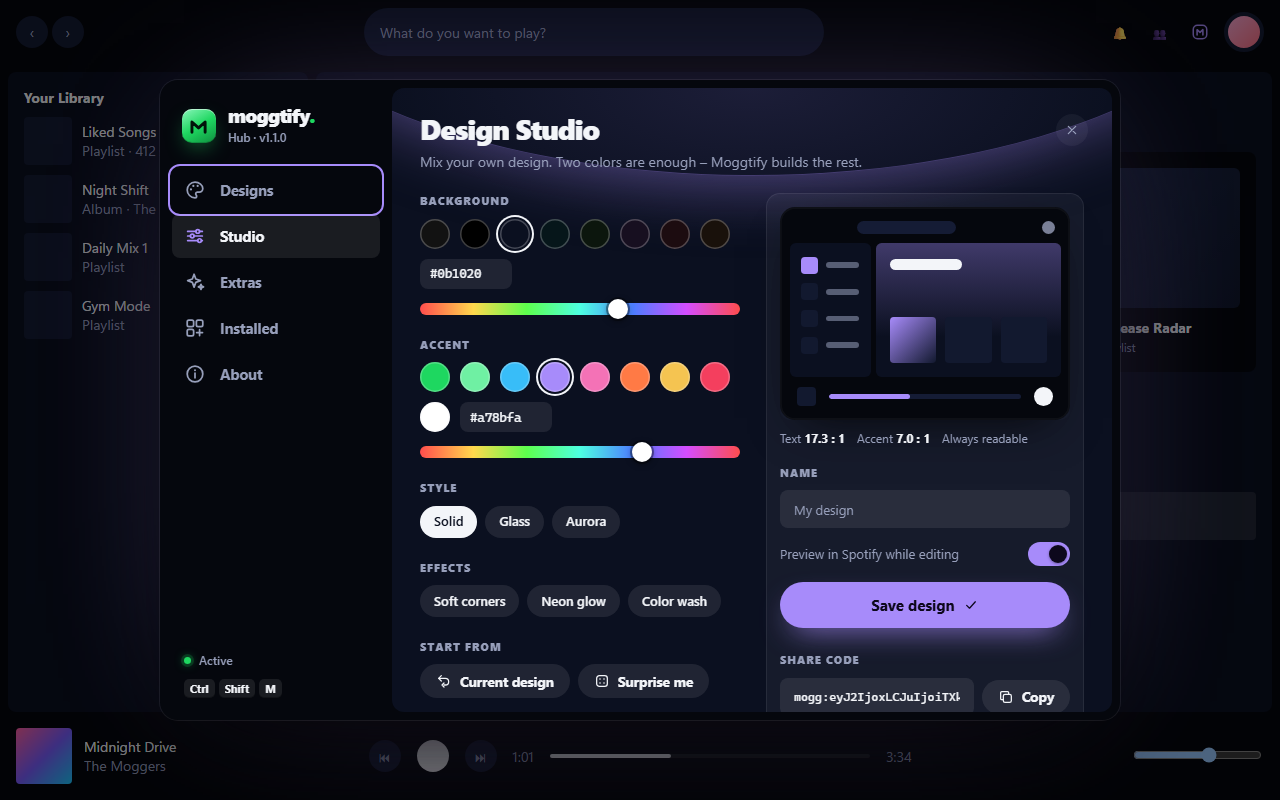 What do you want to play?
Your Library
Liked Songs
Playlist · 412
Night Shift
Album · The
Daily Mix 1
Playlist
Gym Mode
Playlist
moggtify.
Hub · v1.1.0
Designs
Studio
Extras
Installed
About
Active
Ctrl Shift M
Design Studio
Mix your own design. Two colors are enough – Moggtify builds the rest.
BACKGROUND
#0b1020
ACCENT
#a78bfa
STYLE
Solid Glass Aurora
EFFECTS
Soft corners Neon glow Color wash
START FROM
Current design Surprise me
Text 17.3 : 1 Accent 7.0 : 1 Always readable
NAME
My design
Preview in Spotify while editing
Save design
SHARE CODE
mogg:eyJ2IjoxLCJuIjoiTXk
Copy
ease Radar
list
Midnight Drive
The Moggers
1:01
3:34